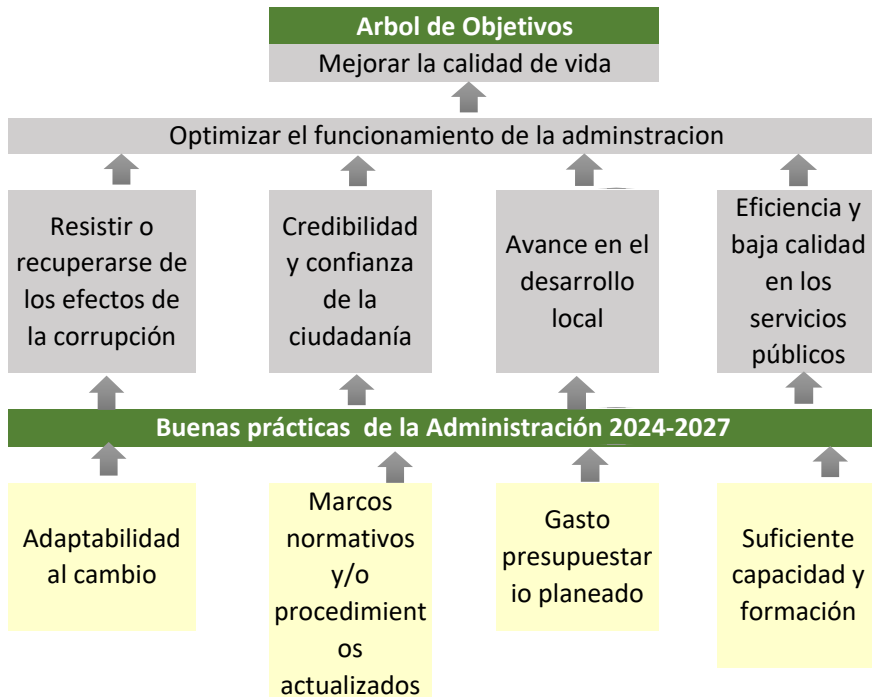 Arbol de Objetivos
Mejorar la calidad de vida
Optimizar el funcionamiento de la adminstracion
Resistir o
recuperarse de
los efectos de
la corrupción
Credibilidad
y confianza
de la
ciudadanía
Avance en el
desarrollo
local
Eficiencia y
baja calidad
en los
servicios
públicos
Buenas prácticas de la Administración 2024-2027
Adaptabilidad
al cambio
Marcos
normativos
y/o
procedimient
os
actualizados
Gasto
presupuestar
io planeado
Suficiente
capacidad y
formación